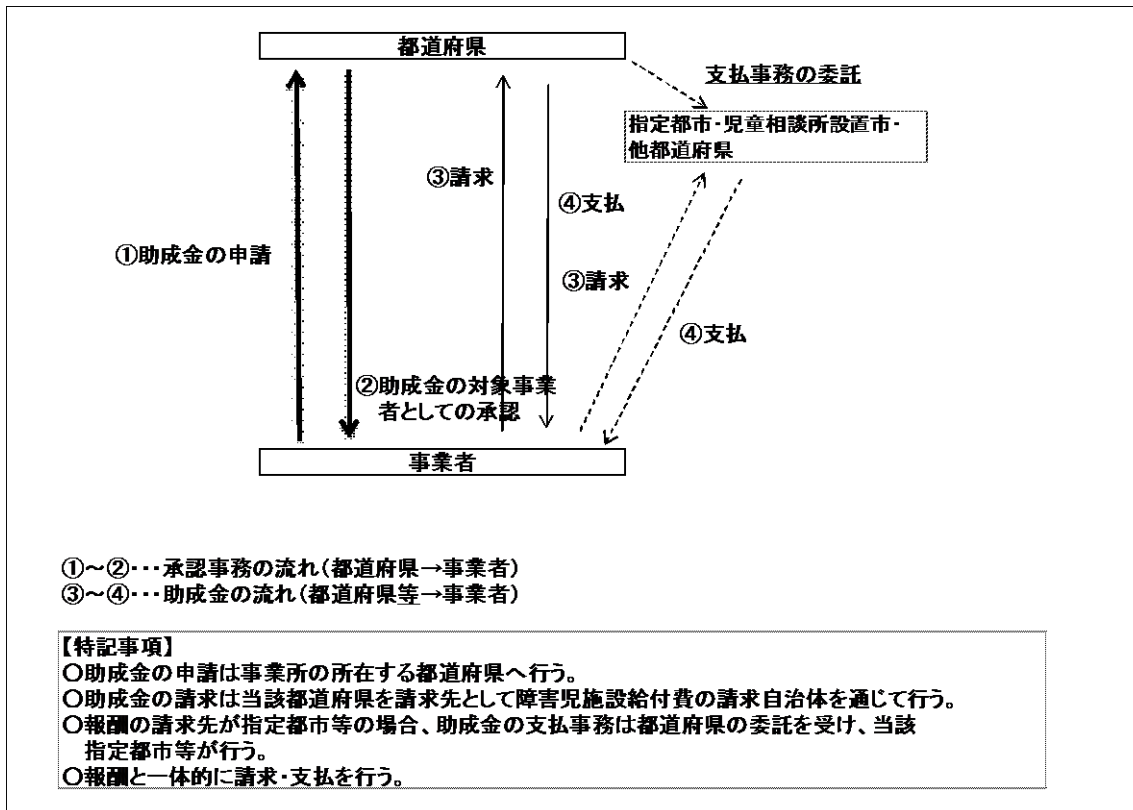 都道府県
支払事務の委託
指定都市・児童相談所設置市・
他都道府県
③請求
④支払
①助成金の申請
③請求
④支払
②助成金の対象事業
者としての承認
事業者
①～②・・・承認事務の流れ（都道府県→事業者）
③～④・・・助成金の流れ（都道府県等→事業者）
【特記事項】
○助成金の申請は事業所の所在する都道府県へ行う。
○助成金の請求は当該都道府県を請求先として障害児施設給付費の請求自治体を通じて行う。
○報酬の請求先が指定都市等の場合、助成金の支払事務は都道府県の委託を受け、当該
指定都市等が行う。
○報酬と一体的に請求・支払を行う。